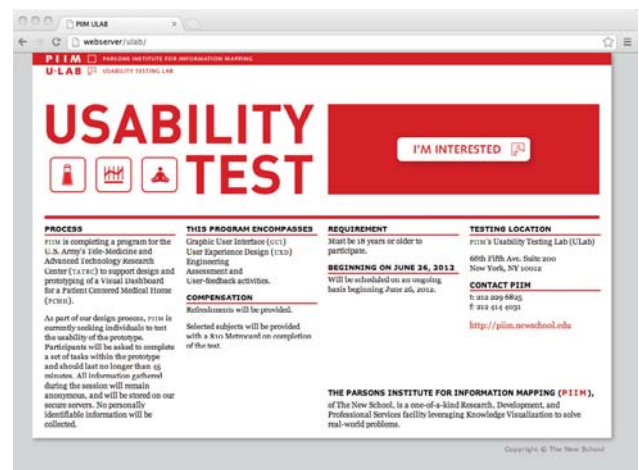 PIIM ULAB
webserver/ulab/
PIIM PARSONS INSTITUTE FOR INFORMATION MAPPING
U-LAB USABILITY TESTING LAB
USABILITY
TEST
I'M INTERESTED
PROCESS
PIIM is completing a program for the
U.S. Army's Tele-Medicine and
Advanced Technology Research
Center (TATRC) to support design and
prototyping of a Visual Dashboard
for a Patient Centered Medical Home
(PCMH).
As part of our design process, PIIM is
currently seeking individuals to test
the usability of the prototype.
Participants will be asked to complete
a set of tasks within the prototype
and should last no longer than 45
minutes. All information gathered
during the session will remain
anonymous, and will be stored on our
secure servers. No personally
identifiable information will be
collected.
THIS PROGRAM ENCOMPASSES
Graphic User Interface (GUI)
User Experience Design (UXD)
Engineering
Assessment and
User-feedback activities.
COMPENSATION
Refreshments will be provided.
Selected subjects will be provided
with a $10 Metrocard on completion
of the test.
REQUIREMENT
Must be 18 years or older to
participate.
BEGINNING ON JUNE 26, 2012
Will be scheduled on an ongoing
basis beginning June 26, 2012.
TESTING LOCATION
PIIM's Usability Testing Lab (ULab)
68th Fifth Ave. Suite 200
New York, NY 10012
CONTACT PIIM
t: 212 229 6825
f: 212 414 4031
http://piim.newschool.edu
THE PARSONS INSTITUTE FOR INFORMATION MAPPING (PIIM),
of The New School, is a one-of-a-kind Research, Development, and
Professional Services facility leveraging Knowledge Visualization to solve
real-world problems.
Copyright © The New School